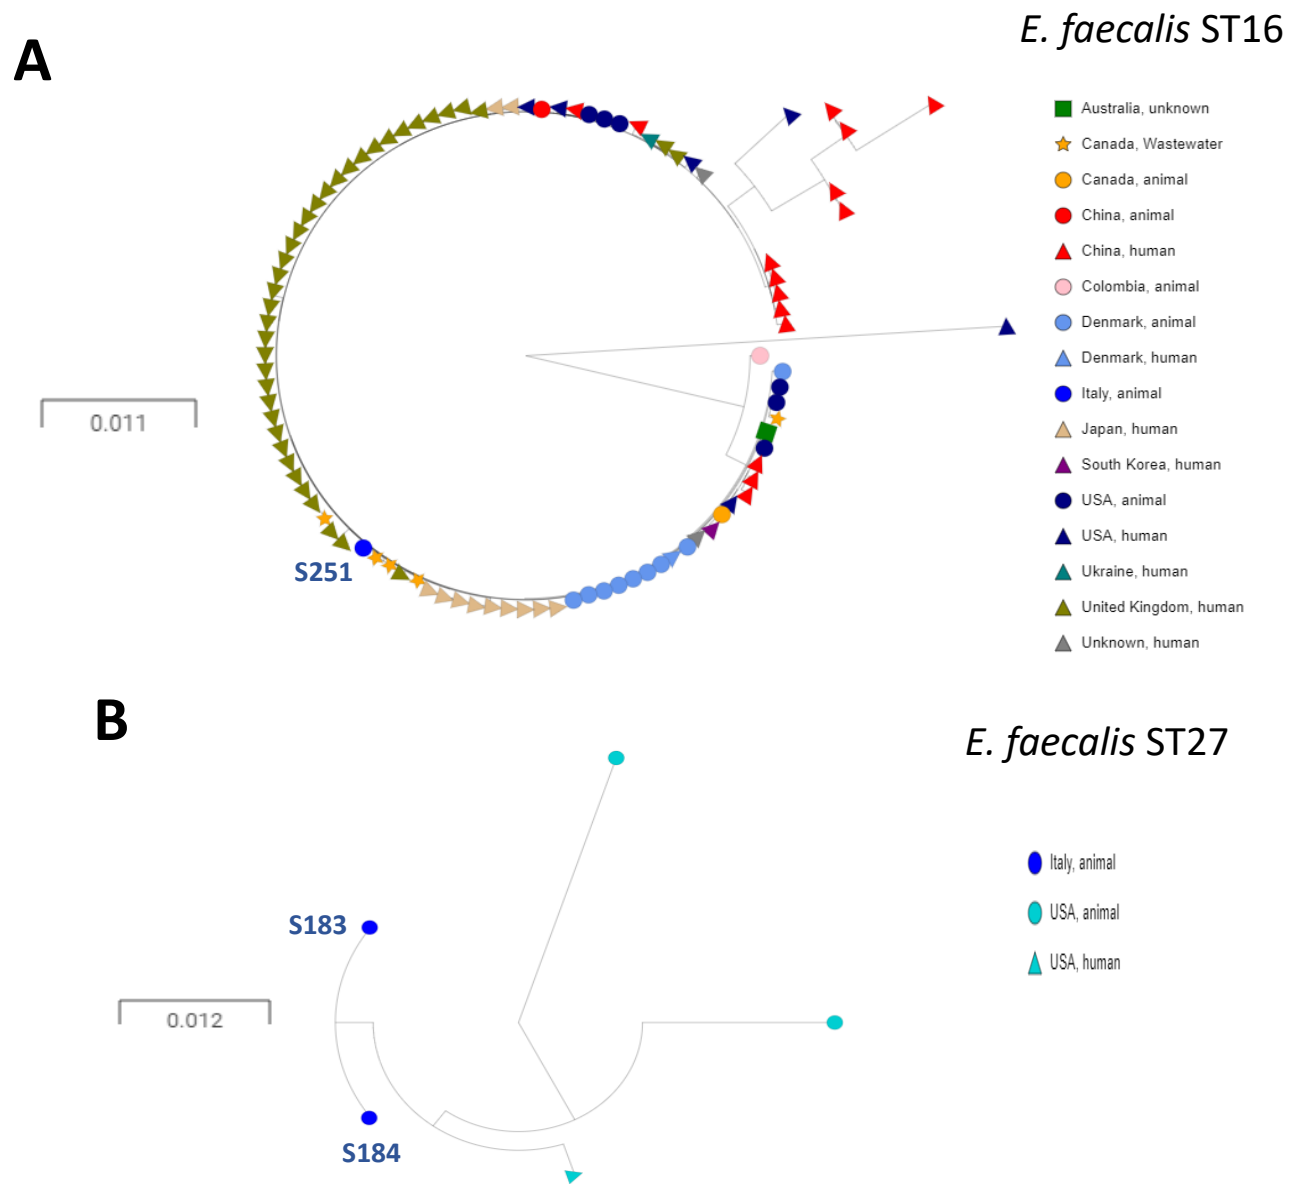 E. faecalis ST16
A
Australia, unknown
Canada, Wastewater
Canada, animal
China, animal
China, human
Colombia, animal
Denmark, animal
Denmark, human
Italy, animal
Japan, human
South Korea, human
USA, animal
USA, human
Ukraine, human
United Kingdom, human
Unknown, human
0.011
S251
B
E. faecalis ST27
Italy, animal
USA, animal
USA, human
S183
0.012
S184